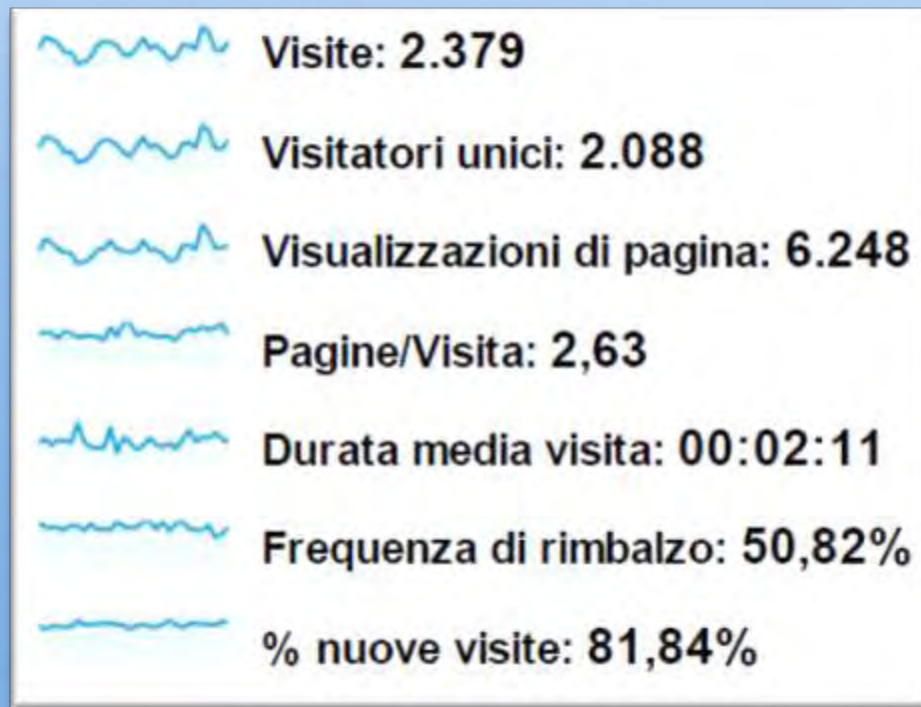 Visite: 2.379
Visitatori unici: 2.088
Visualizzazioni di pagina: 6.248
Pagine/Visita: 2,63
Durata media visita: 00:02:11
Frequenza di rimbalzo: 50,82%
% nuove visite: 81,84%